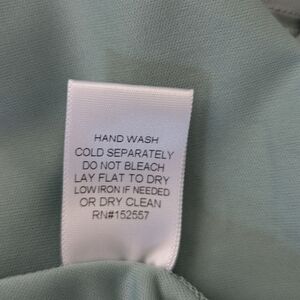 HAND WASH
COLD SEPARATELY
DO NOT BLEACH
LAY FLAT TO DRY
LOW IRON IF NEEDED
OR DRY CLEAN
RN#152557